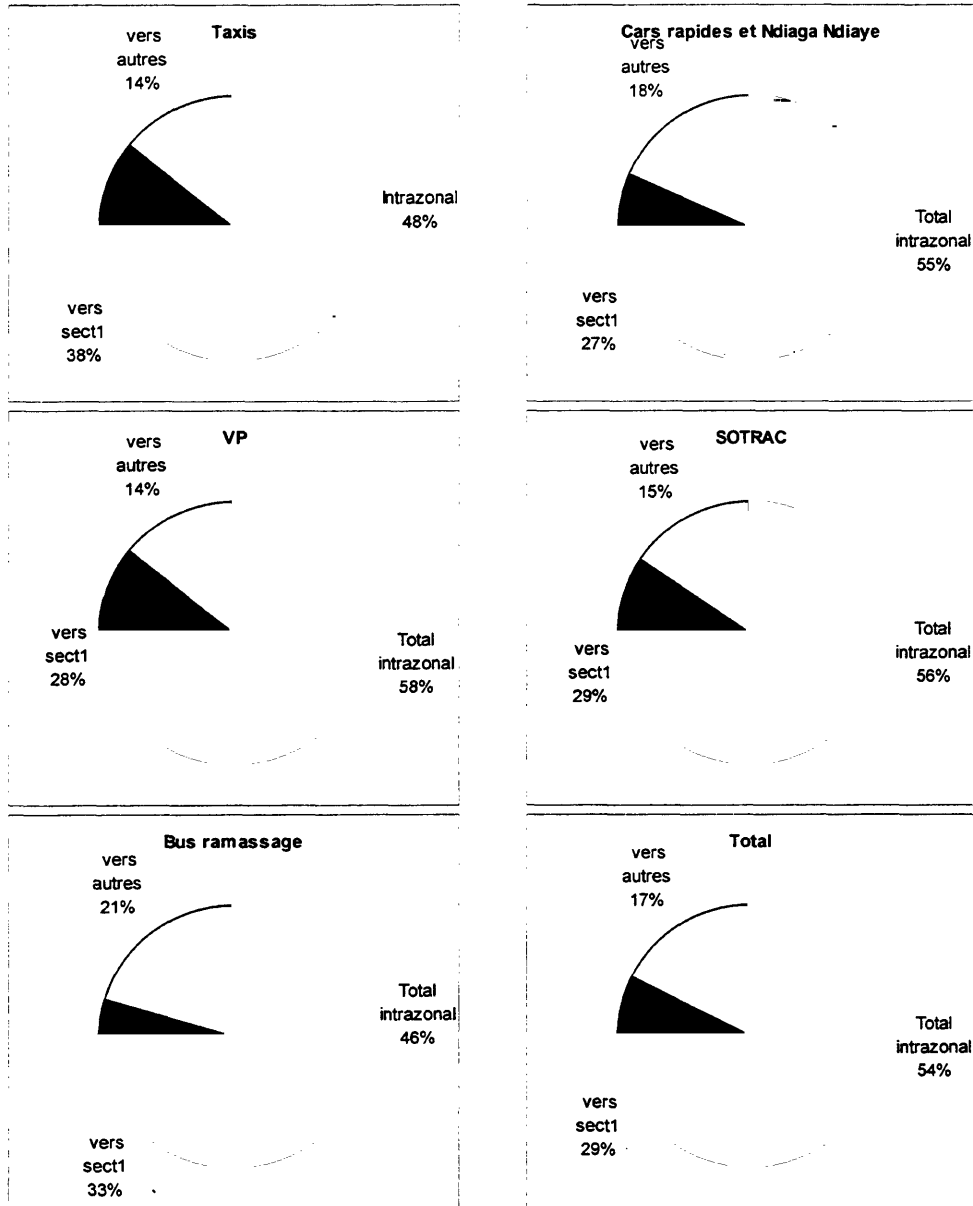 Taxis
vers
autres
14%
Intrazonal
48%
vers
sect1
38%
Cars rapides et Ndiaga Ndiaye
vers
autres
18%
Total
intrazonal
55%
vers
sect1
27%
VP
vers
autres
14%
vers
sect1
28%
Total
intrazonal
58%
SOTRAC
vers
autres
15%
vers
sect1
29%
Total
intrazonal
56%
Bus ramassage
vers
autres
21%
Total
intrazonal
46%
vers
sect1
33%
Total
vers
autres
17%
Total
intrazonal
54%
vers
sect1
29%